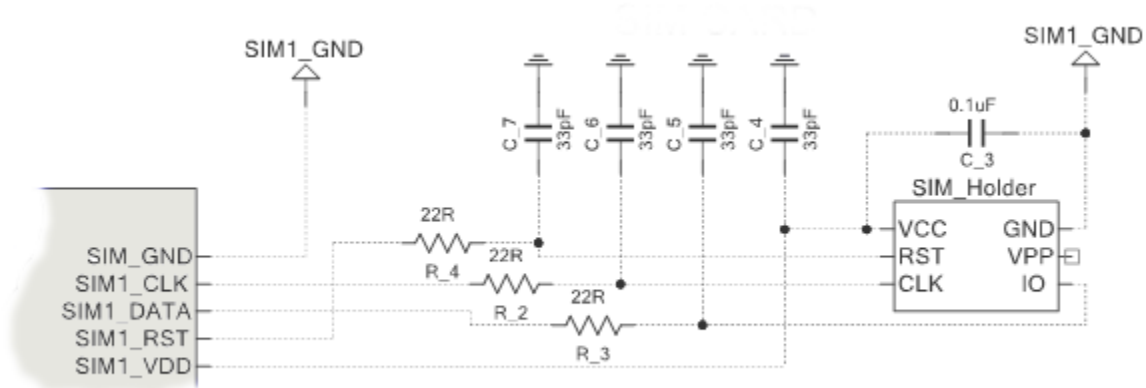 SIM1_GND
SIM1_GND
C_7
33pF
C_6
33pF
C_5
33pF
C_4
33pF
0.1uF
C_3
SIM_Holder
22R
R_4
22R
R_2
22R
R_3
SIM_GND
SIM1_CLK
SIM1_DATA
SIM1_RST
SIM1_VDD
VCC GND
RST VPP
CLK IO